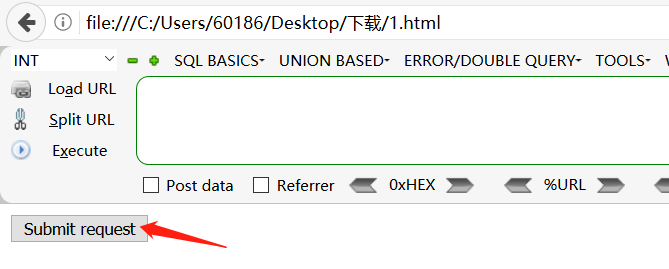 file:///C:/Users/60186/Desktop/下载/1.html
INT SQL BASICS UNION BASED ERROR/DOUBLE QUERY TOOLS
Load URL
Split URL
Execute
Post data Referrer 0xHEX %URL
Submit request